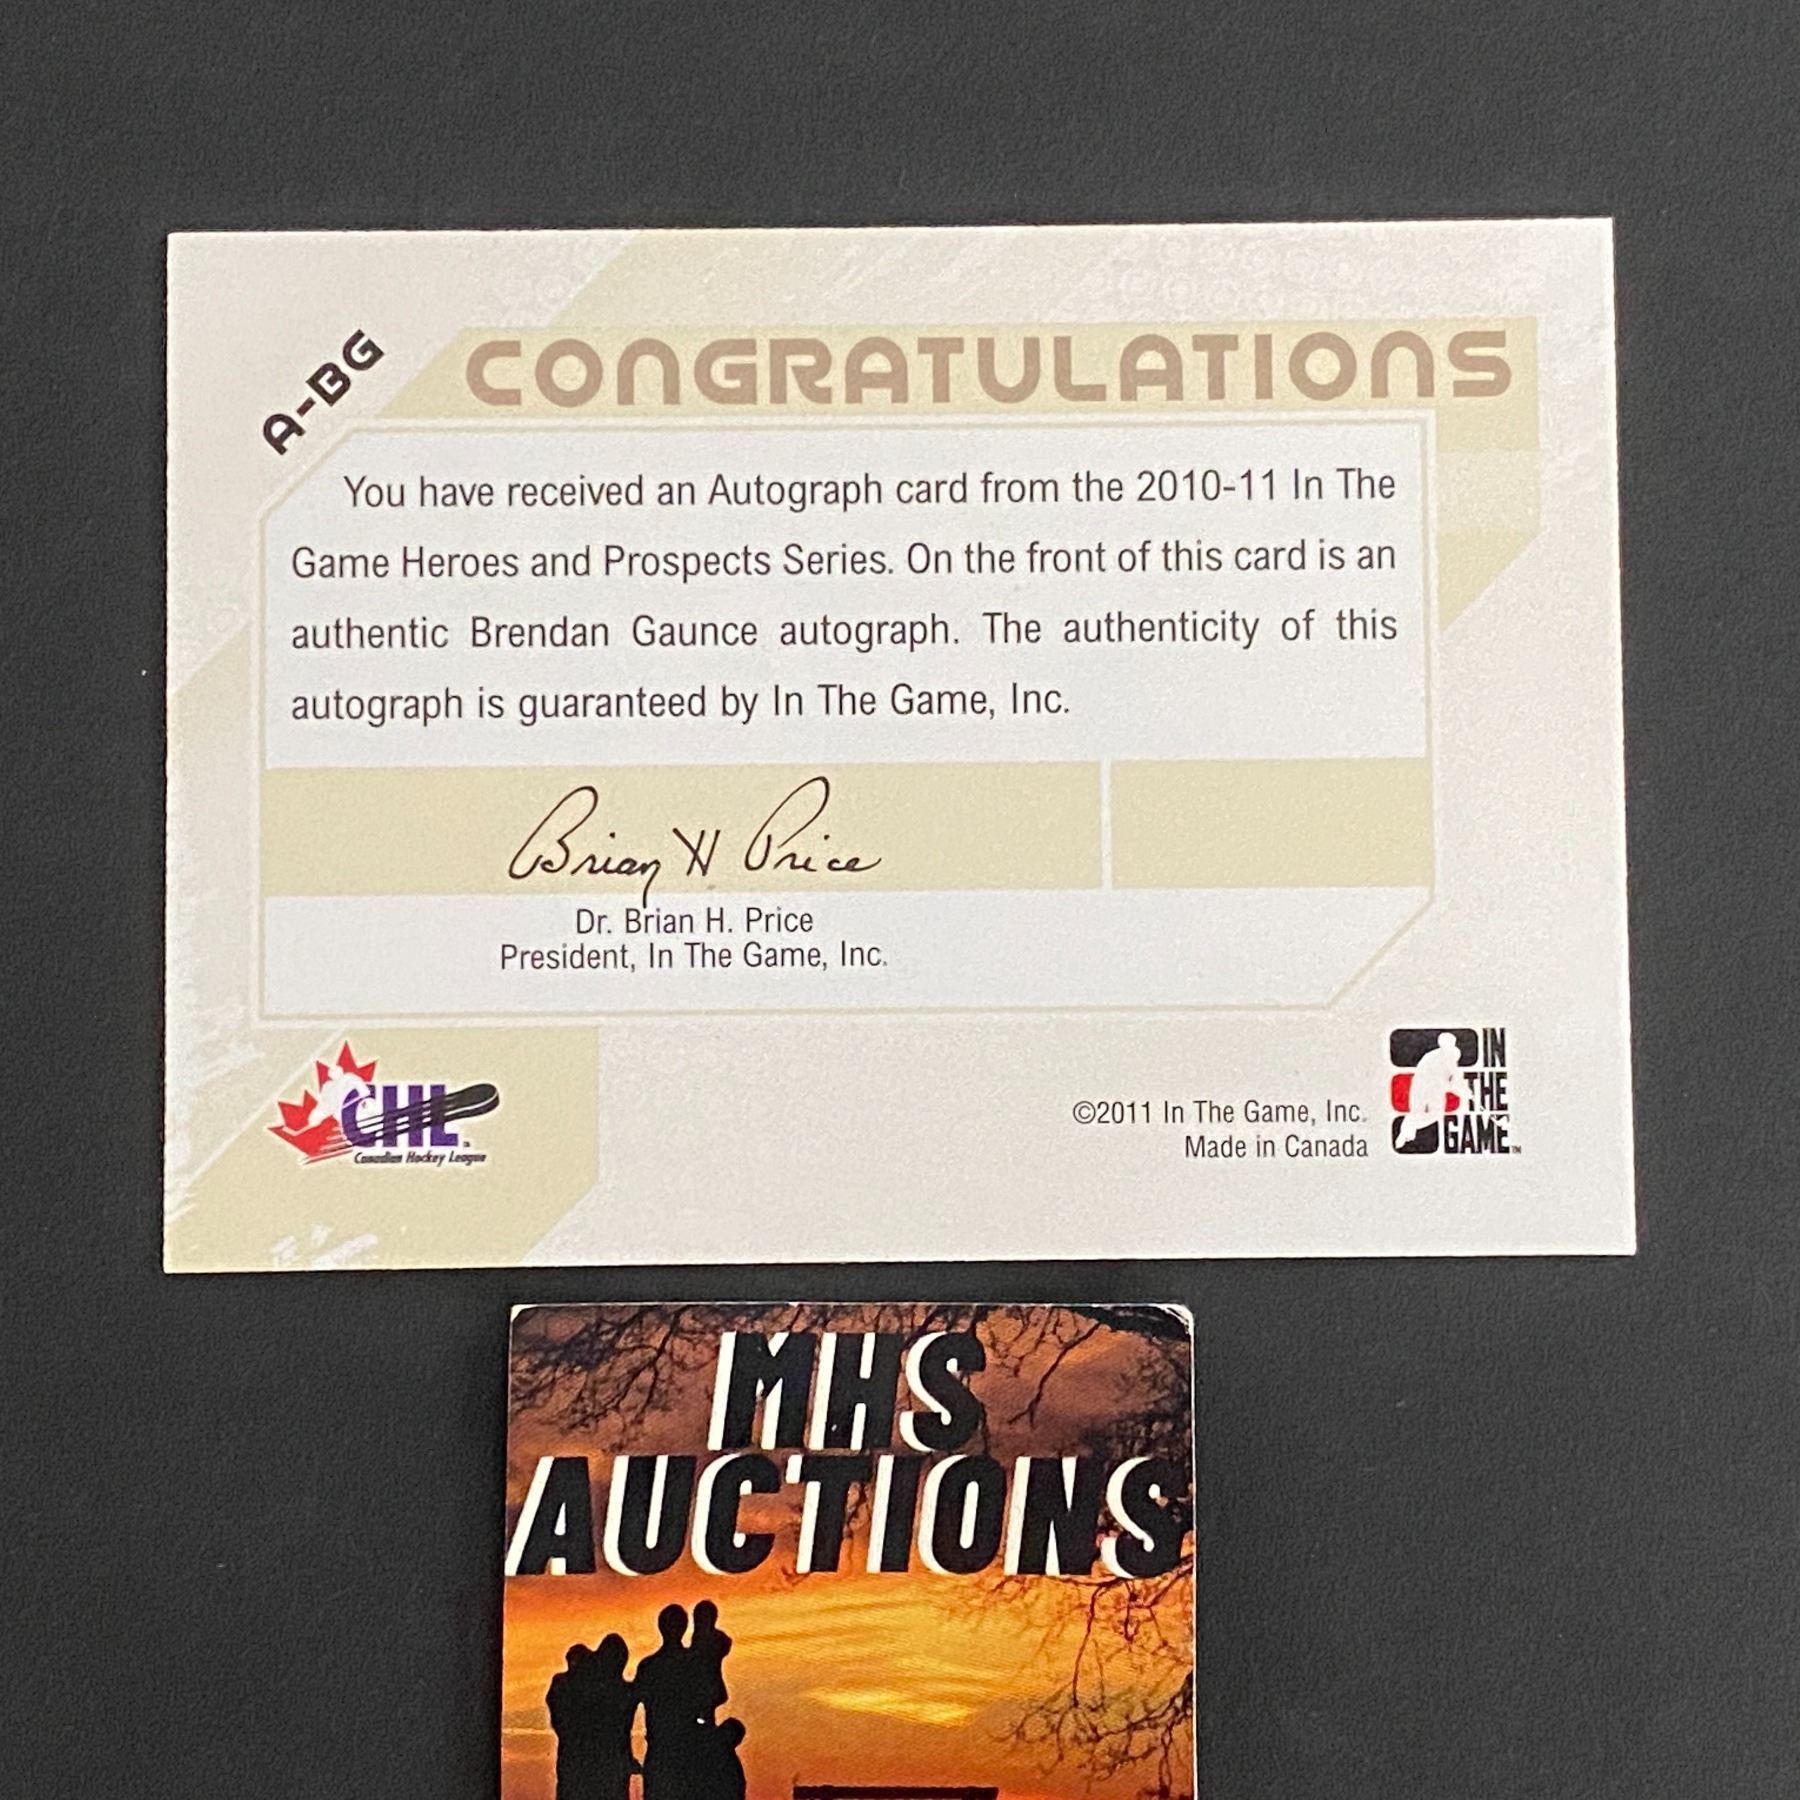 A-BG
CONGRATULATIONS
You have received an Autograph card from the 2010-11 In The
Game Heroes and Prospects Series. On the front of this card is an
authentic Brendan Gaunce autograph. The authenticity of this
autograph is guaranteed by In The Game, Inc.
Brian H Price
Dr. Brian H. Price
President, In The Game, Inc.
CHL
Canadian Hockey League
©2011 In The Game, Inc.
Made in Canada
IN
THE
GAME™
MHS
AUCTIONS